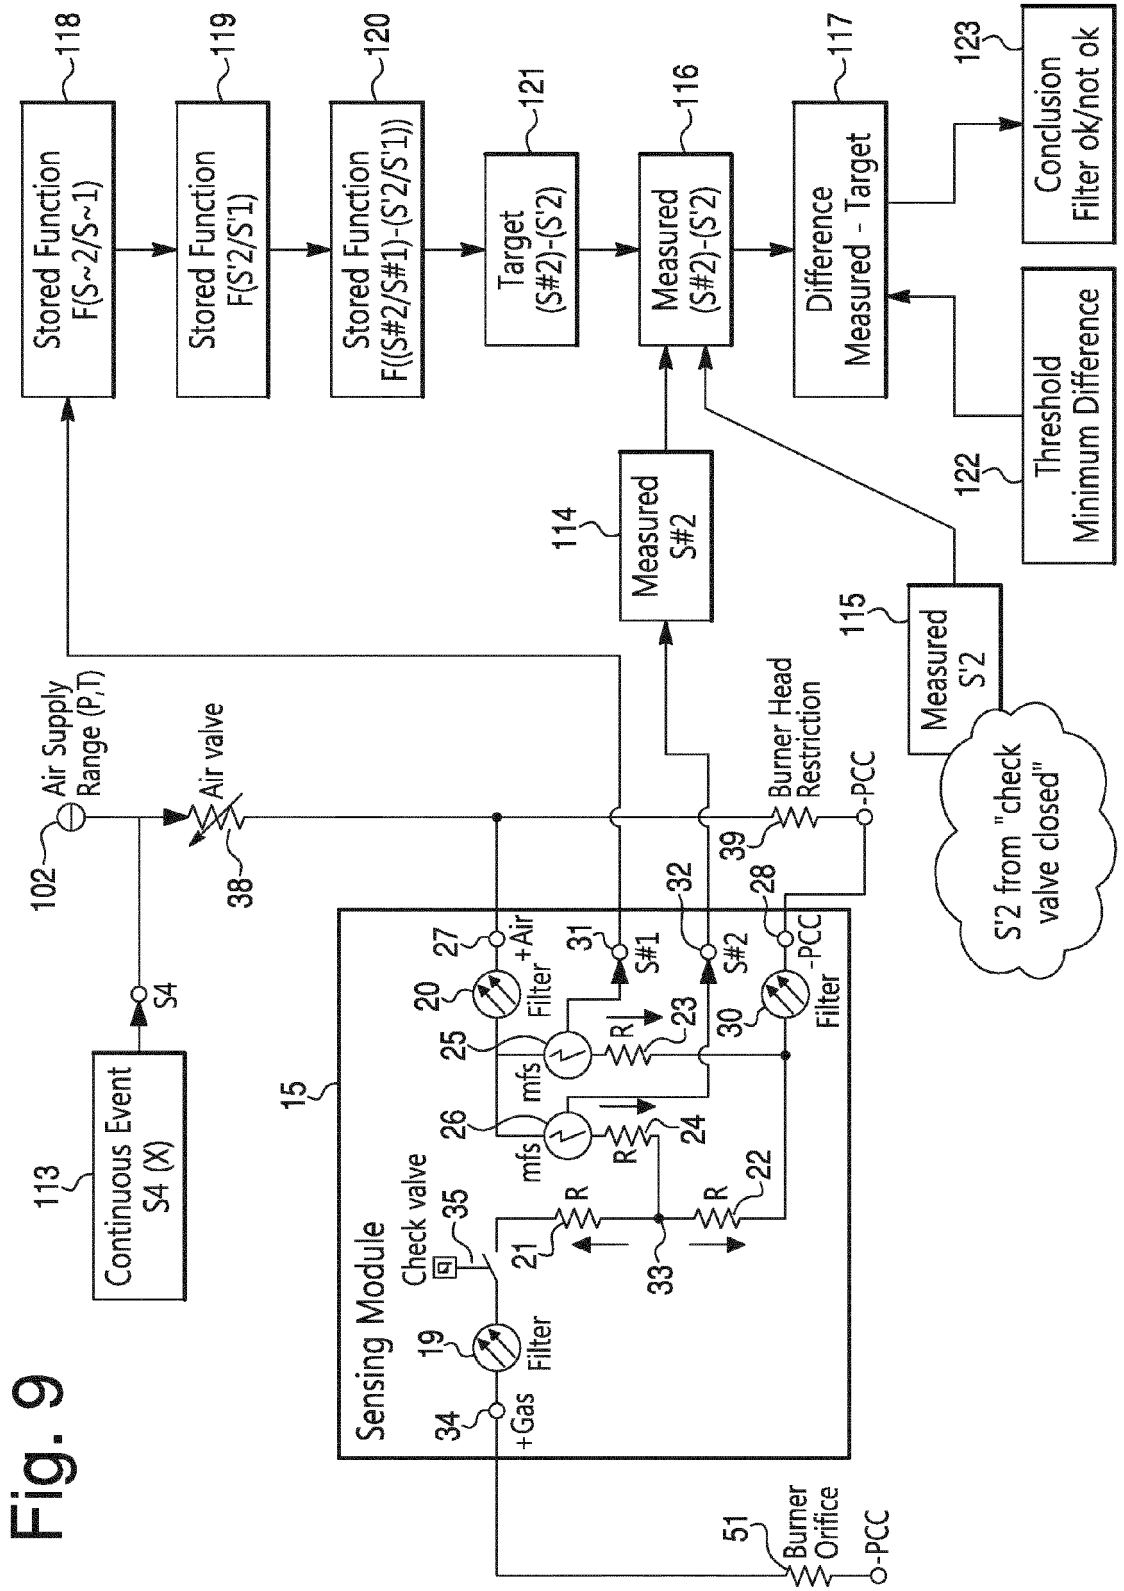 Fig. 9
113
Continuous Event
S4 (X)
S4
102
Air Supply
Range (P,T)
Air valve
38
118
Stored Function
F(S~2/S~1)
119
Stored Function
F(S'2/S'1)
120
Stored Function
F((S#2/S#1)-(S'2/S'1))
121
Target
(S#2)-(S'2)
116
Measured
(S#2)-(S'2)
117
Difference
Measured - Target
123
Conclusion
Filter ok/not ok
122
Threshold
Minimum Difference
114
Measured
S#2
115
Measured
S'2
S'2 from "check
valve closed"
15
Sensing Module
Check valve
35
34
+Gas
19
Filter
21
R
33
R
22
26
mfs
R
24
25
mfs
R
23
20
Filter
27
+Air
31
S#1
32
S#2
30
Filter
28
-PCC
39
Burner Head
Restriction
-PCC
51
Burner
Orifice
-PCC